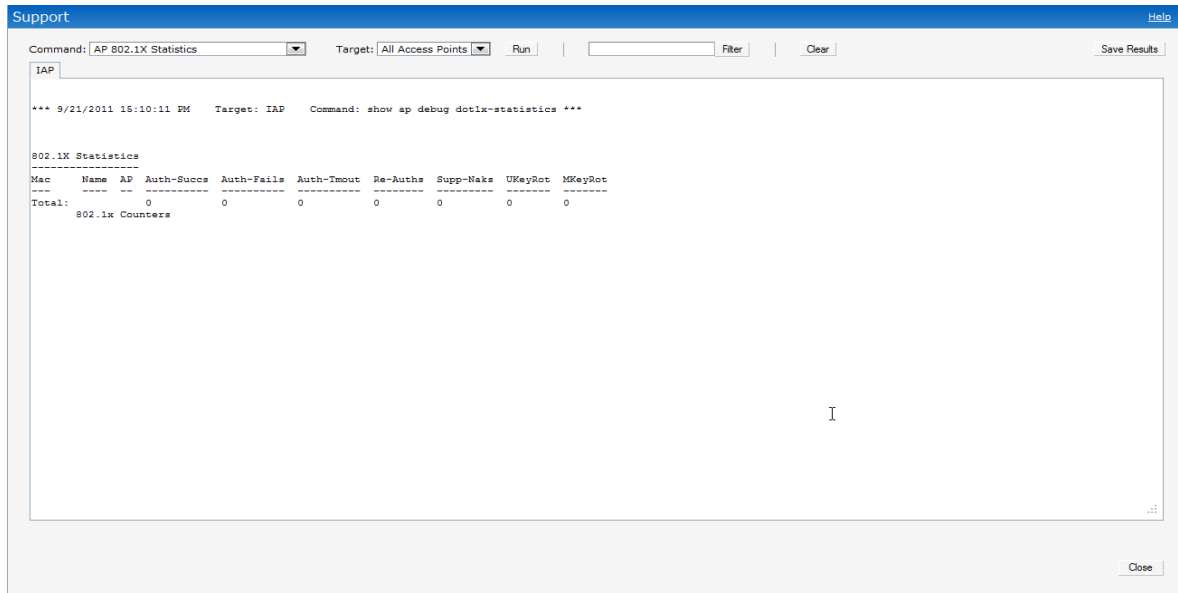 Support Help
Command: AP 802.1X Statistics Target: All Access Points Run | Filter | Clear Save Results
IAP
*** 9/21/2011 15:10:11 PM Target: IAP Command: show ap debug dot1x-statistics ***
802.1X Statistics
-----------------
Mac Name AP Auth-Succs Auth-Fails Auth-Tmout Re-Auths Supp-Naks UKeyRot MKeyRot
--- ---- -- ---------- ---------- ---------- -------- --------- ------- -------
Total: 0 0 0 0 0 0 0
802.1x Counters
Close